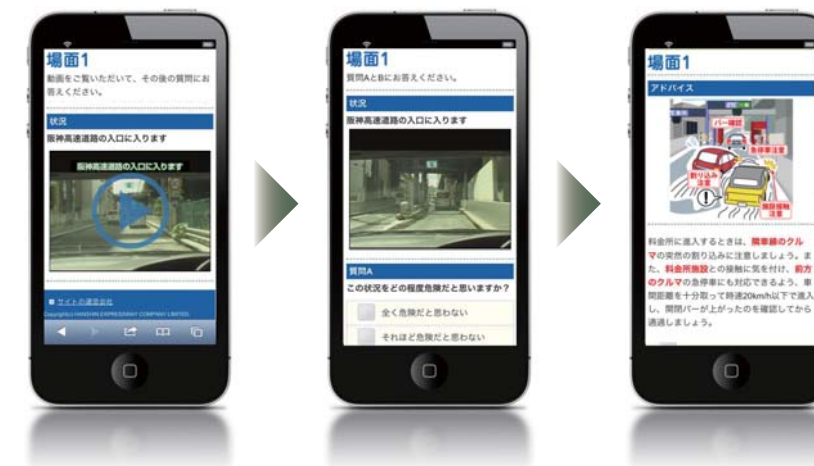 場面1
動画をご覧いただいて、その後の質問にお
答えください。
状況
阪神高速道路の入口に入ります
阪神高速道路の入口に入ります
サイトの運営会社
Copyright(c) HANSHIN EXPRESSWAY COMPANY LIMITED.
場面1
質問AとBにお答えください。
状況
阪神高速道路の入口に入ります
質問A
この状況をどの程度危険だと思いますか？
全く危険だと思わない
それほど危険だと思わない
場面1
アドバイス
バー確認
急停車注意
割り込み
注意
施設接触
注意
料金所に進入するときは、隣車線のクル
マの突然の割り込みに注意しましょう。ま
た、料金所施設との接触に気を付け、前方
のクルマの急停車にも対応できるよう、車
間距離を十分取って時速20km/h以下で進入
し、開閉バーが上がったのを確認してから
通過しましょう。